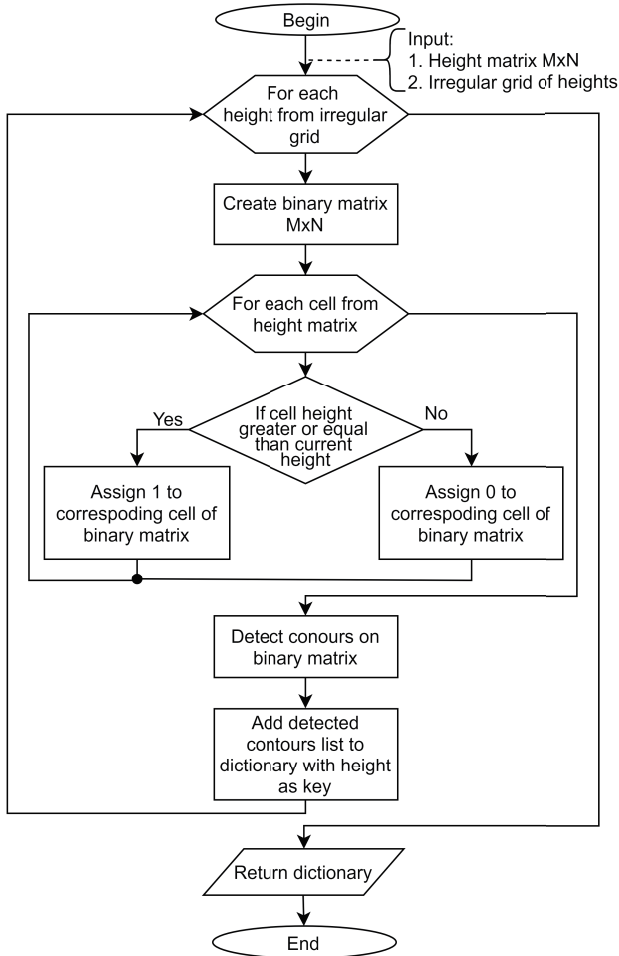 Begin
Input:
1. Height matrix MxN
2. Irregular grid of heights
For each
height from irregular
grid
Create binary matrix
MxN
For each cell from
height matrix
If cell height
greater or equal
than current
height
Yes
No
Assign 1 to
correspoding cell of
binary matrix
Assign 0 to
correspoding cell of
binary matrix
Detect conours on
binary matrix
Add detected
contours list to
dictionary with height
as key
Return dictionary
End